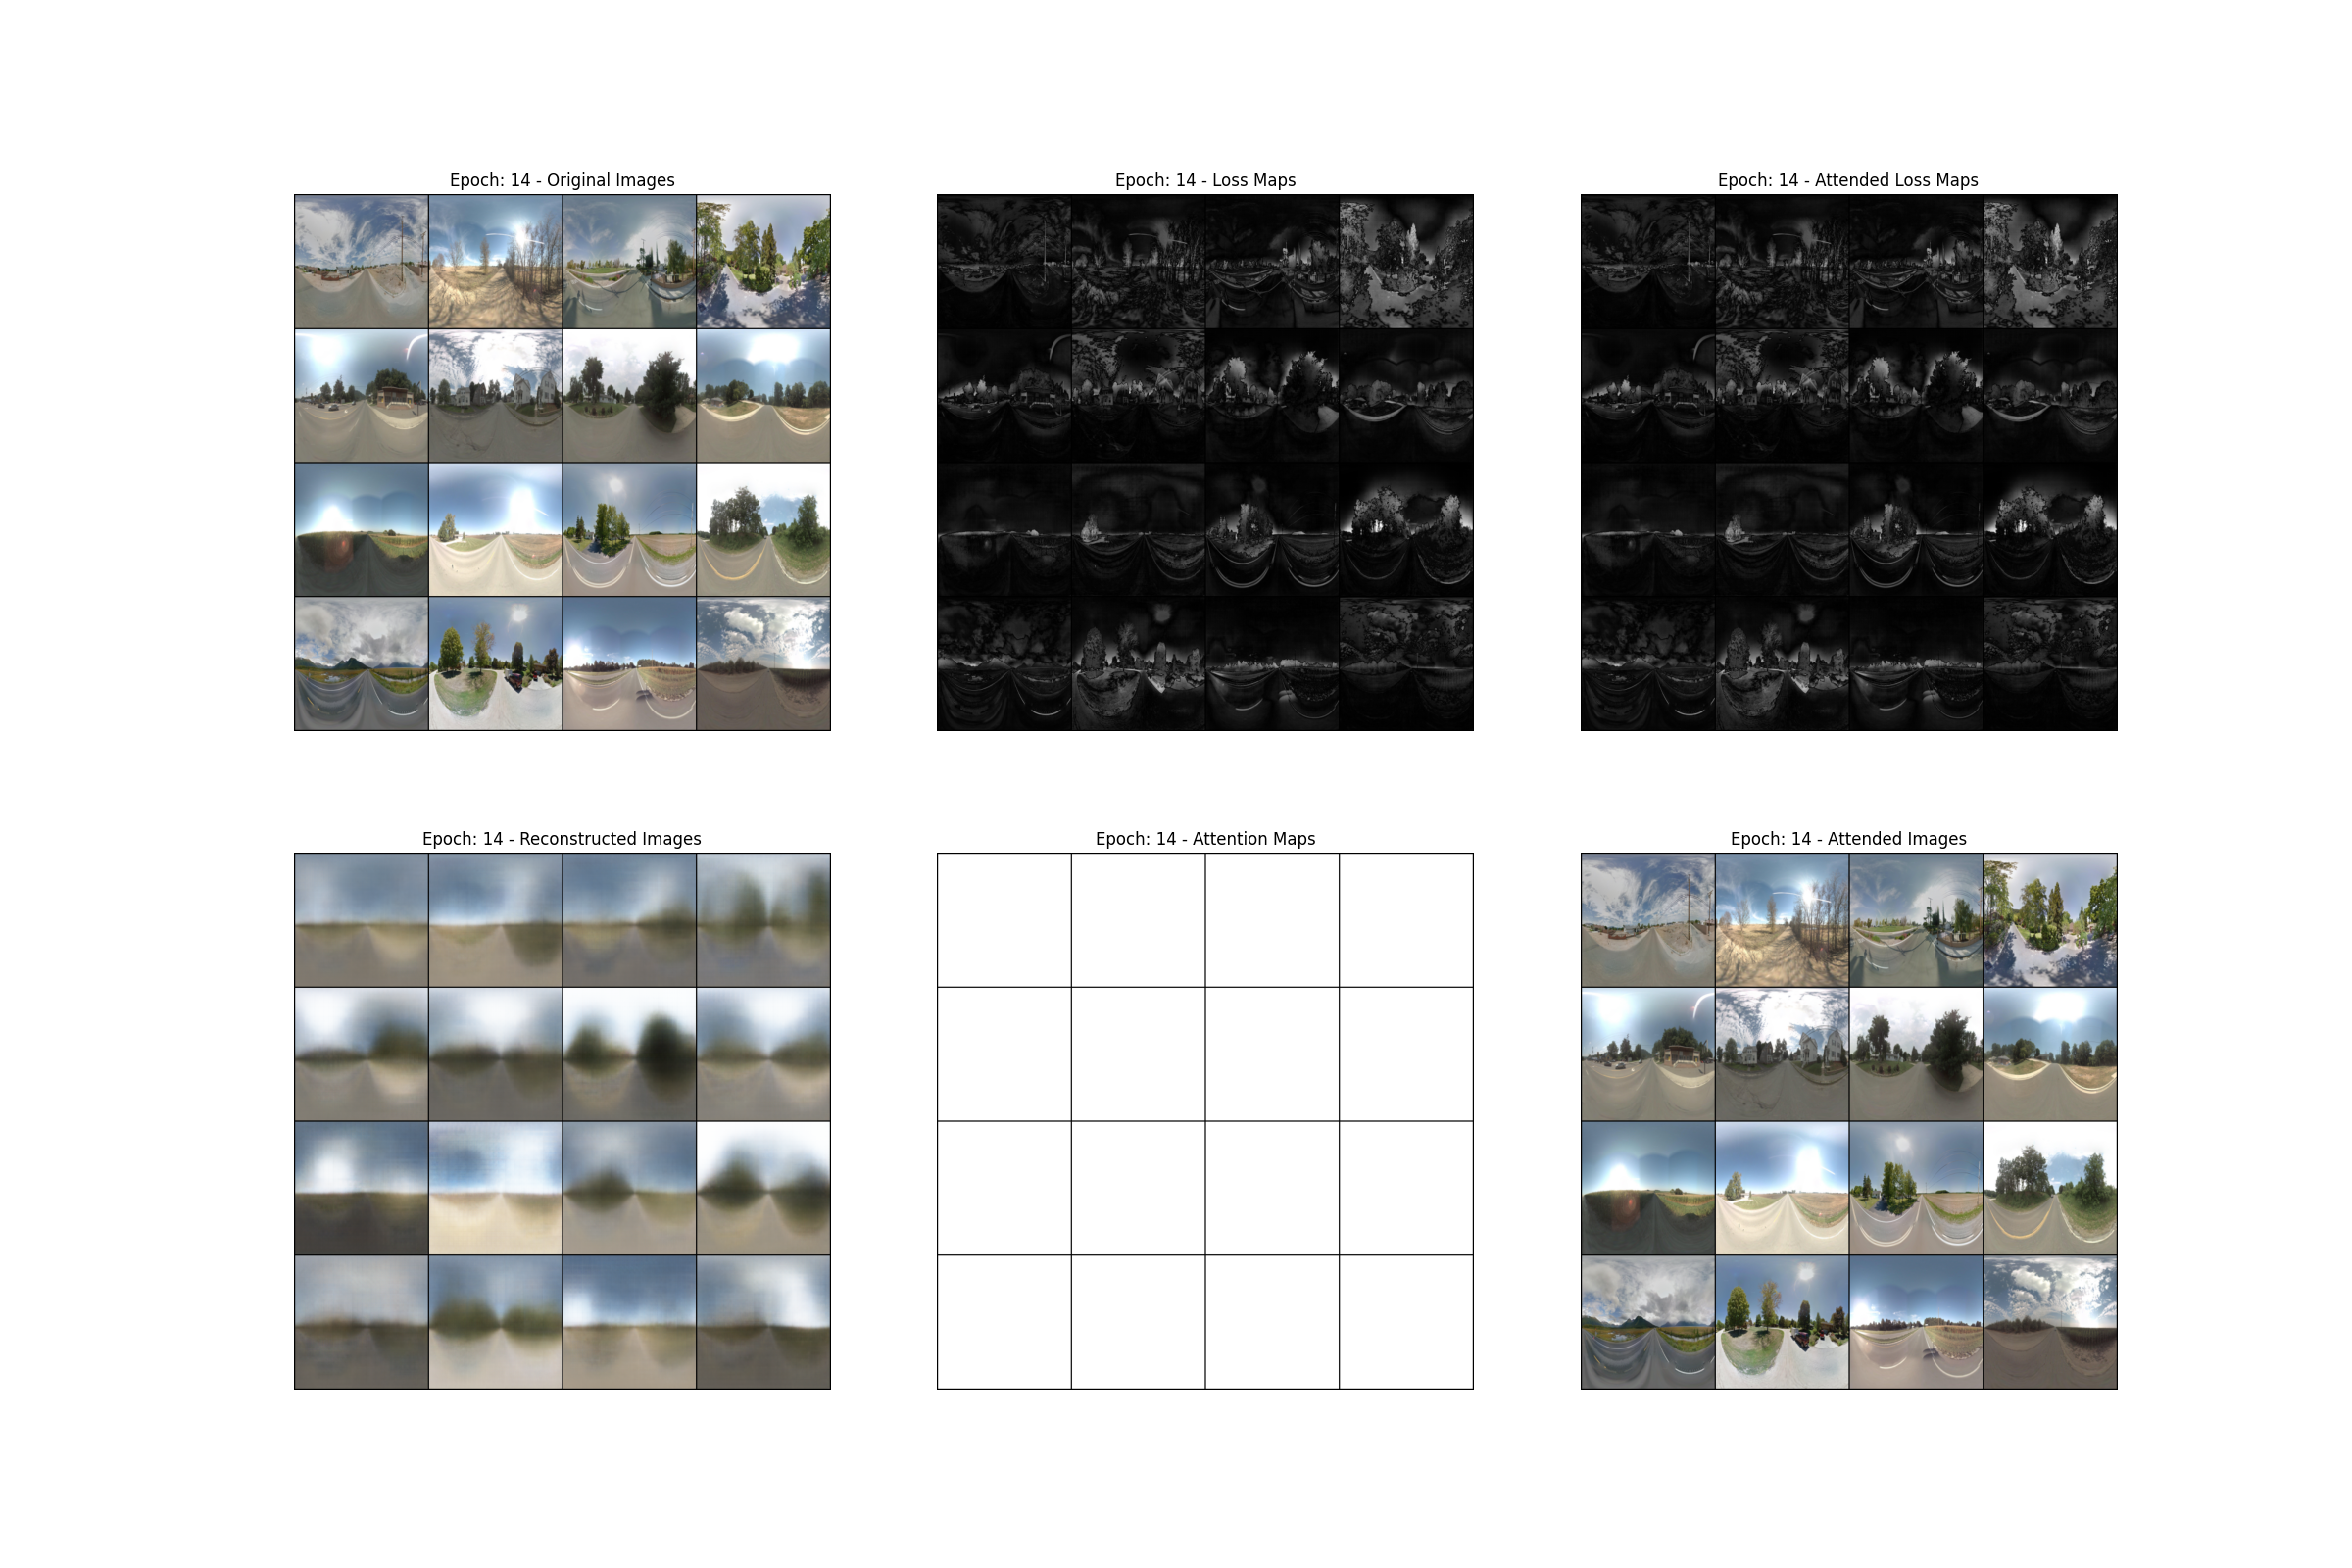 Epoch: 14 - Original Images
Epoch: 14 - Loss Maps
Epoch: 14 - Attended Loss Maps
Epoch: 14 - Reconstructed Images
Epoch: 14 - Attention Maps
Epoch: 14 - Attended Images